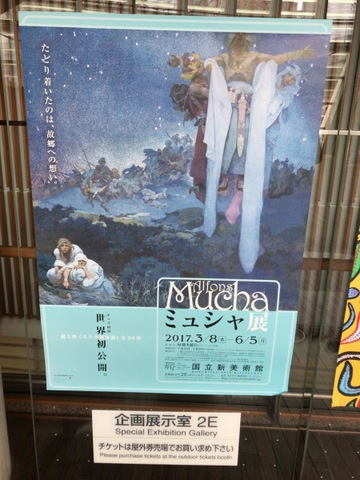 たどり着いたのは、故郷への想い。
Alfons
Mucha
ミュシャ展
2017.3/8(水)−6/5(月)
国立新美術館
世界初公開。
企画展示室 2E
Special Exhibition Gallery
チケットは屋外券売場でお買い求め下さい
Please purchase tickets at the outdoor tickets booth.